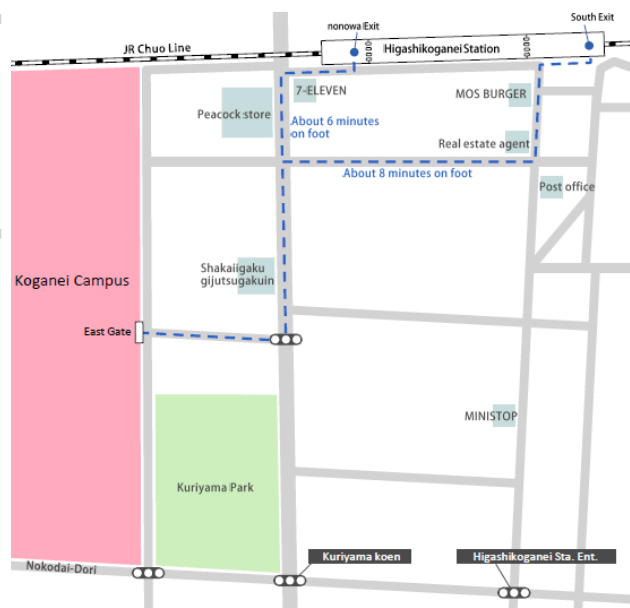 nonowa Exit
South Exit
JR Chuo Line
Higashikoganei Station
7-ELEVEN
MOS BURGER
Peacock store
About 6 minutes
on foot
Real estate agent
About 8 minutes on foot
Post office
Shakaiigaku
gijutsugakuin
Koganei Campus
East Gate
MINISTOP
Kuriyama Park
Kuriyama koen
Higashikoganei Sta. Ent.
Nokodai-Dori